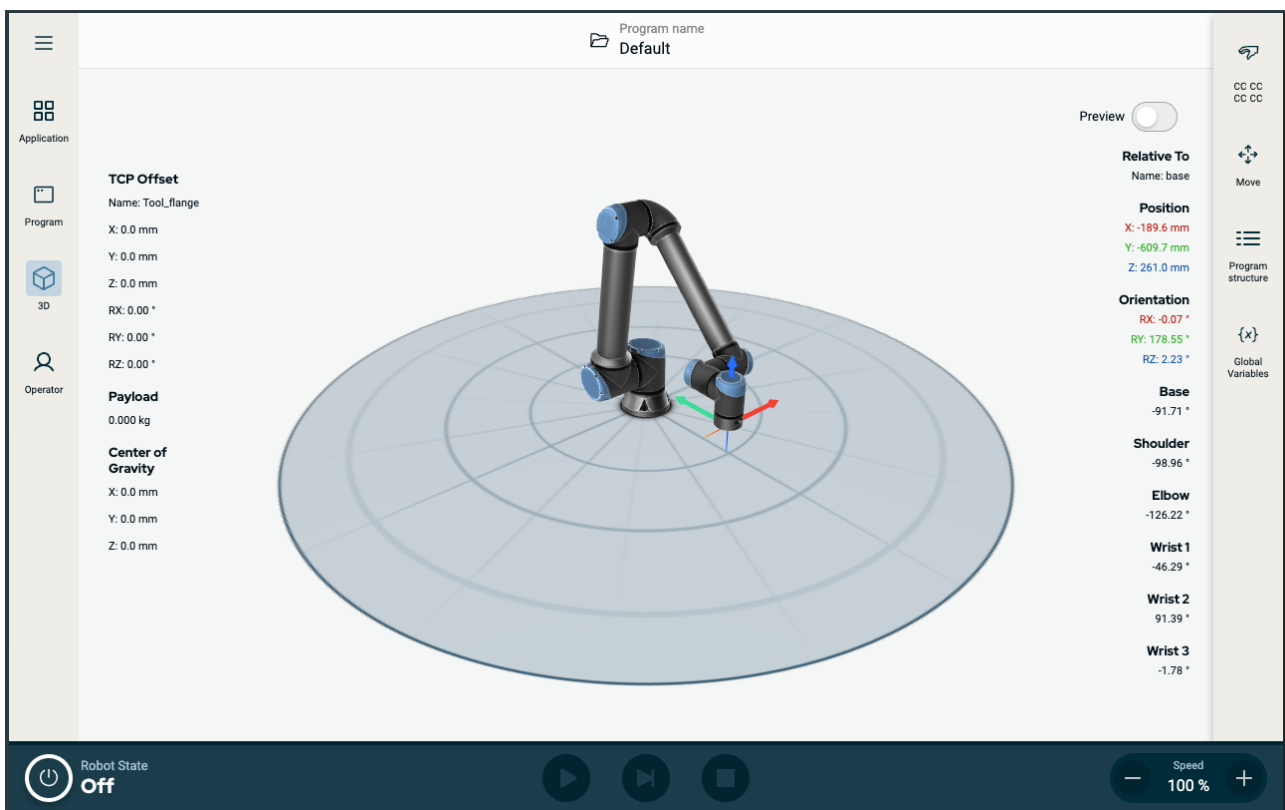 Program name
Default
Application
Program
3D
Operator
TCP Offset
Name: Tool_flange
X: 0.0 mm
Y: 0.0 mm
Z: 0.0 mm
RX: 0.00 °
RY: 0.00 °
RZ: 0.00 °
Payload
0.000 kg
Center of
Gravity
X: 0.0 mm
Y: 0.0 mm
Z: 0.0 mm
Preview
Relative To
Name: base
Position
X: -189.6 mm
Y: -609.7 mm
Z: 261.0 mm
Orientation
RX: -0.07 °
RY: 178.55 °
RZ: 2.23 °
Base
-91.71 °
Shoulder
-98.96 °
Elbow
-126.22 °
Wrist 1
-46.29 °
Wrist 2
91.39 °
Wrist 3
-1.78 °
CC CC
CC CC
Move
Program
structure
{x}
Global
Variables
Robot State
Off
Speed
100 %